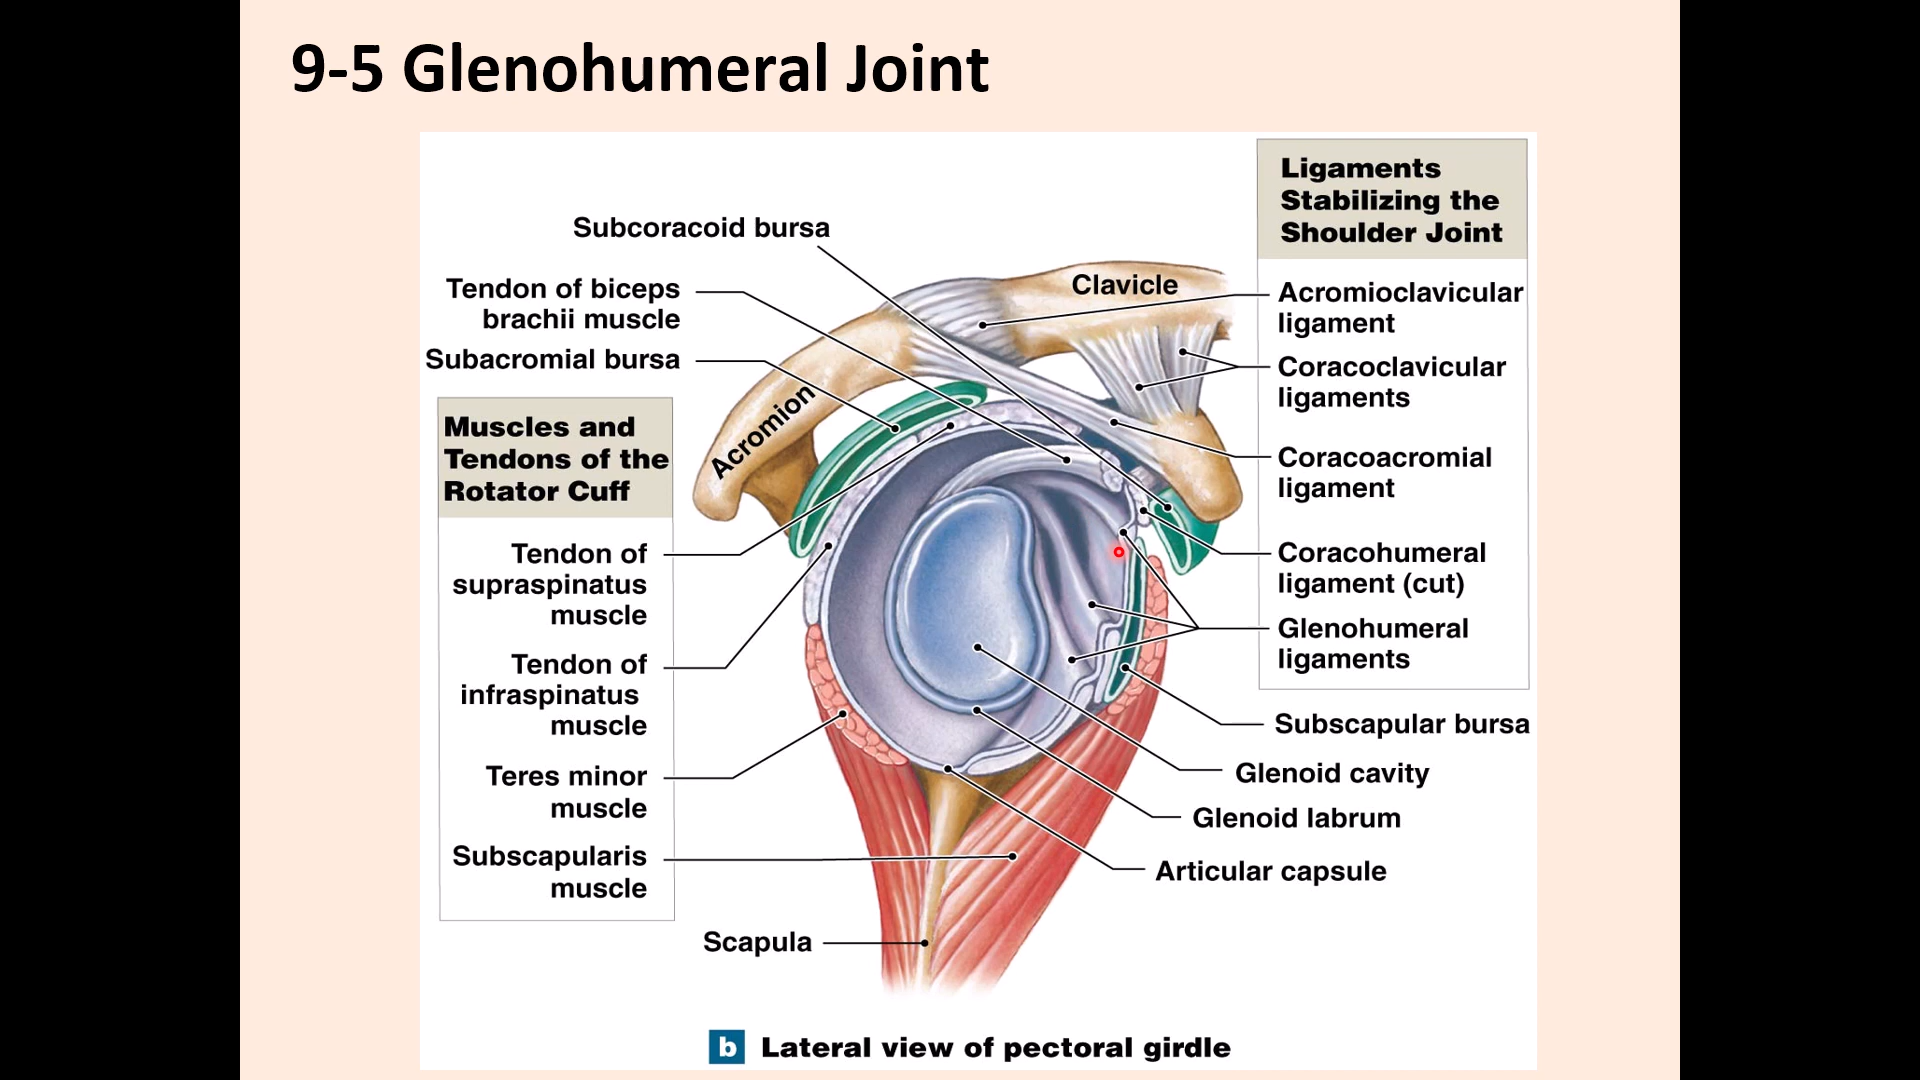 9-5 Glenohumeral Joint
Subcoracoid bursa
Tendon of biceps
brachii muscle
Subacromial bursa
Muscles and
Tendons of the
Rotator Cuff
Tendon of
supraspinatus
muscle
Tendon of
infraspinatus
muscle
Teres minor
muscle
Subscapularis
muscle
Scapula
Acromion
Clavicle
Ligaments
Stabilizing the
Shoulder Joint
Acromioclavicular
ligament
Coracoclavicular
ligaments
Coracoacromial
ligament
Coracohumeral
ligament (cut)
Glenohumeral
ligaments
Subscapular bursa
Glenoid cavity
Glenoid labrum
Articular capsule
b Lateral view of pectoral girdle